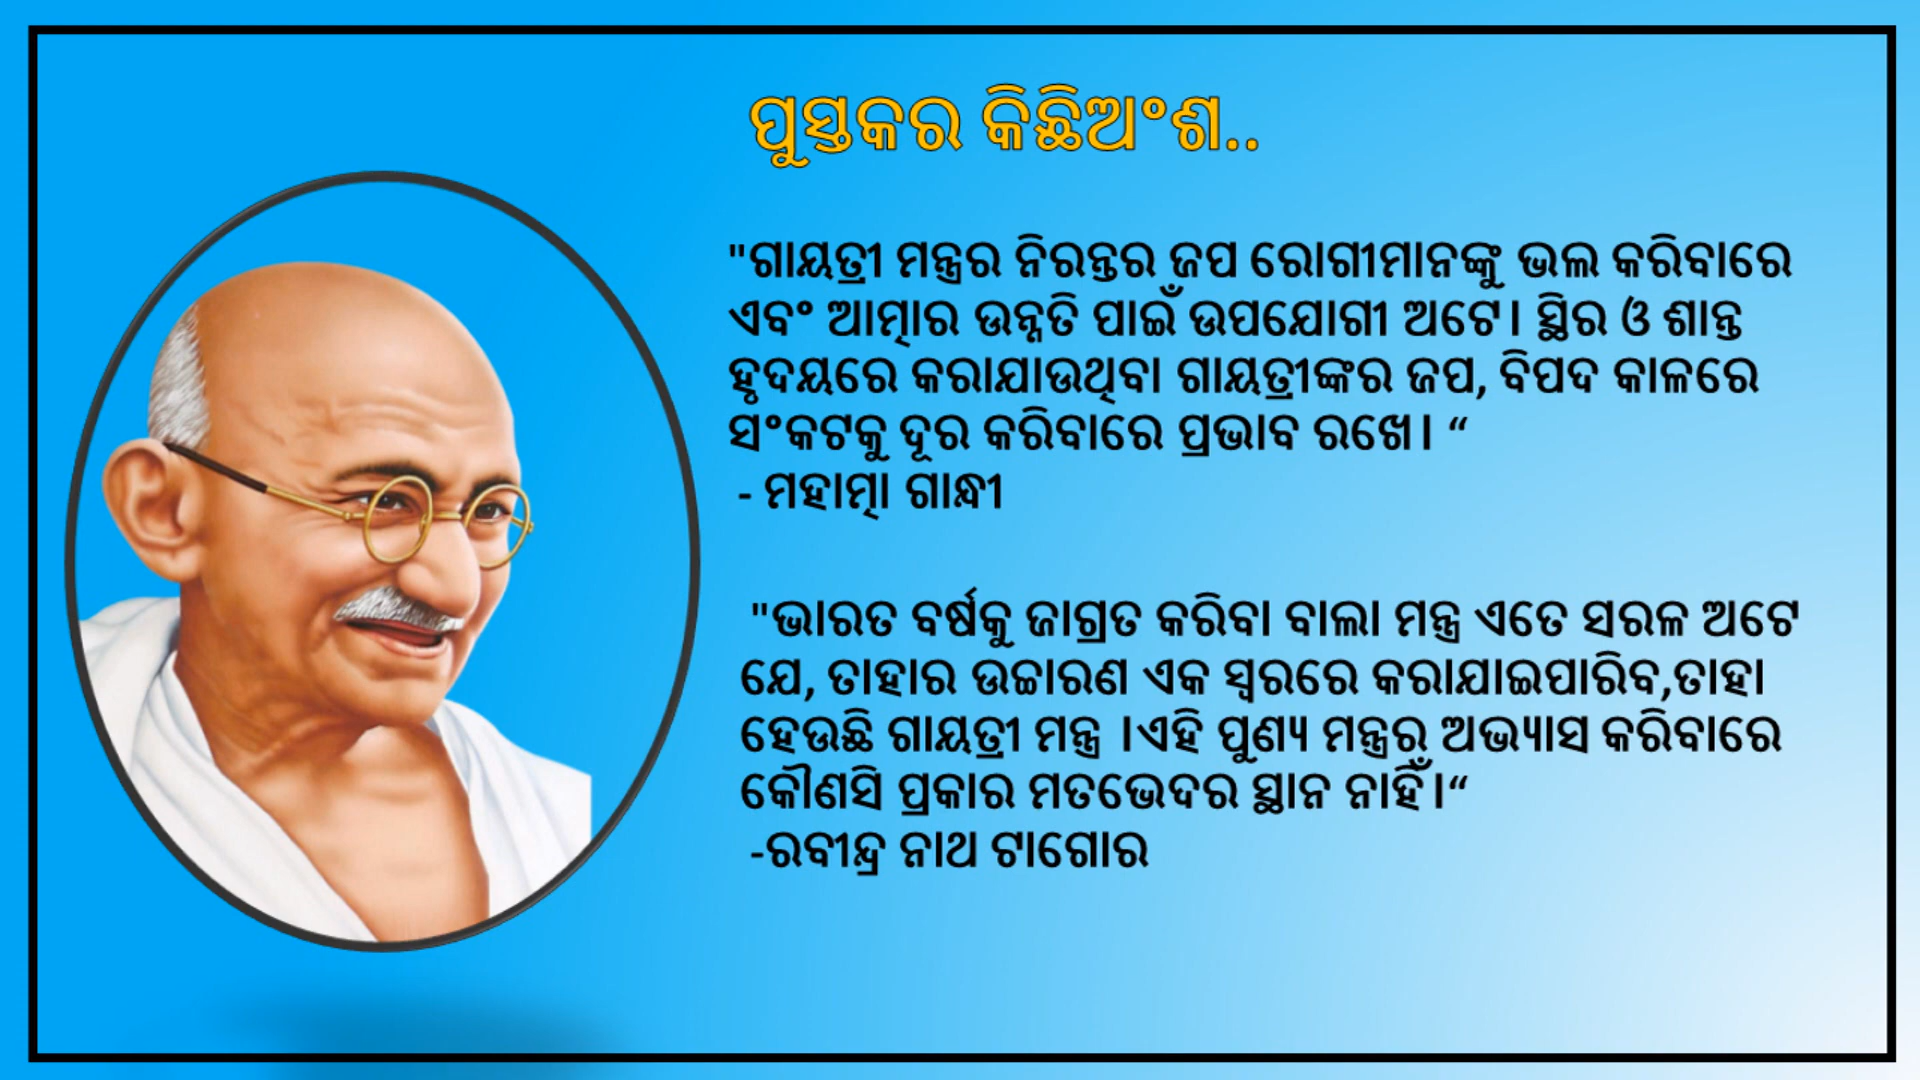 ପୁସ୍ତକର କିଛିଅଂଶ..
"ଗାୟତ୍ରୀ ମନ୍ତ୍ରର ନିରନ୍ତର ଜପ ରୋଗୀମାନଙ୍କୁ ଭଲ କରିବାରେ
ଏବଂ ଆତ୍ମାର ଉନ୍ନତି ପାଇଁ ଉପଯୋଗୀ ଅଟେ। ସ୍ଥିର ଓ ଶାନ୍ତ
ହୃଦୟରେ କରାଯାଉଥିବା ଗାୟତ୍ରୀଙ୍କର ଜପ, ବିପଦ କାଳରେ
ସଂକଟକୁ ଦୂର କରିବାରେ ପ୍ରଭାବ ରଖେ। “
- ମହାତ୍ମା ଗାନ୍ଧୀ
"ଭାରତ ବର୍ଷକୁ ଜାଗ୍ରତ କରିବା ବାଲା ମନ୍ତ୍ର ଏତେ ସରଳ ଅଟେ
ଯେ, ତାହାର ଉଚ୍ଚାରଣ ଏକ ସ୍ୱରରେ କରାଯାଇପାରିବ,ତାହା
ହେଉଛି ଗାୟତ୍ରୀ ମନ୍ତ୍ର ।ଏହି ପୁଣ୍ୟ ମନ୍ତ୍ରର ଅଭ୍ୟାସ କରିବାରେ
କୌଣସି ପ୍ରକାର ମତଭେଦର ସ୍ଥାନ ନାହିଁ।“
-ରବୀନ୍ଦ୍ର ନାଥ ଟାଗୋର